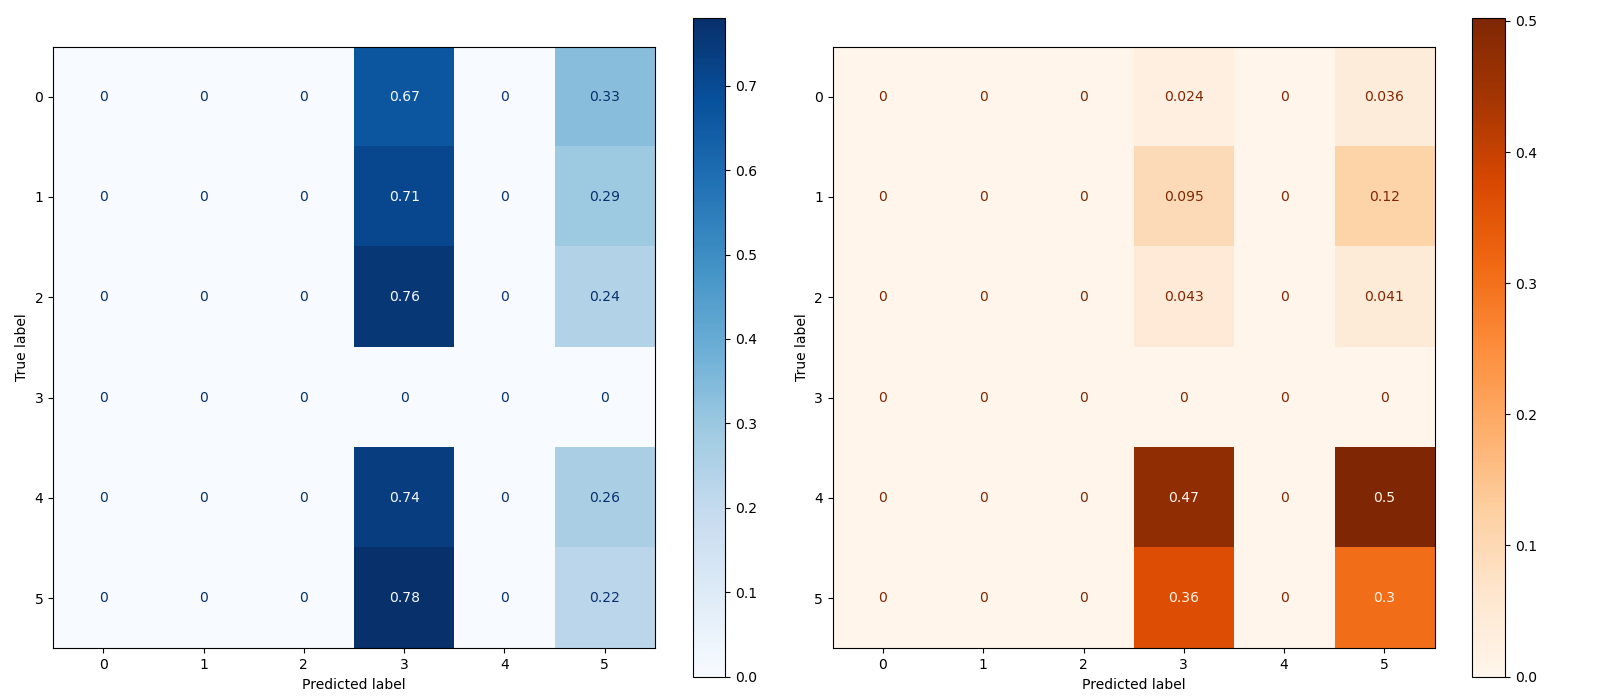 0 0 0 0 0.67 0 0.33
1 0 0 0 0.71 0 0.29
2 0 0 0 0.76 0 0.24
3 0 0 0 0 0 0
4 0 0 0 0.74 0 0.26
5 0 0 0 0.78 0 0.22
0 1 2 3 4 5
Predicted label
True label
0.7
0.6
0.5
0.4
0.3
0.2
0.1
0.0
0 0 0 0 0.024 0 0.036
1 0 0 0 0.095 0 0.12
2 0 0 0 0.043 0 0.041
3 0 0 0 0 0 0
4 0 0 0 0.47 0 0.5
5 0 0 0 0.36 0 0.3
0 1 2 3 4 5
Predicted label
True label
0.5
0.4
0.3
0.2
0.1
0.0